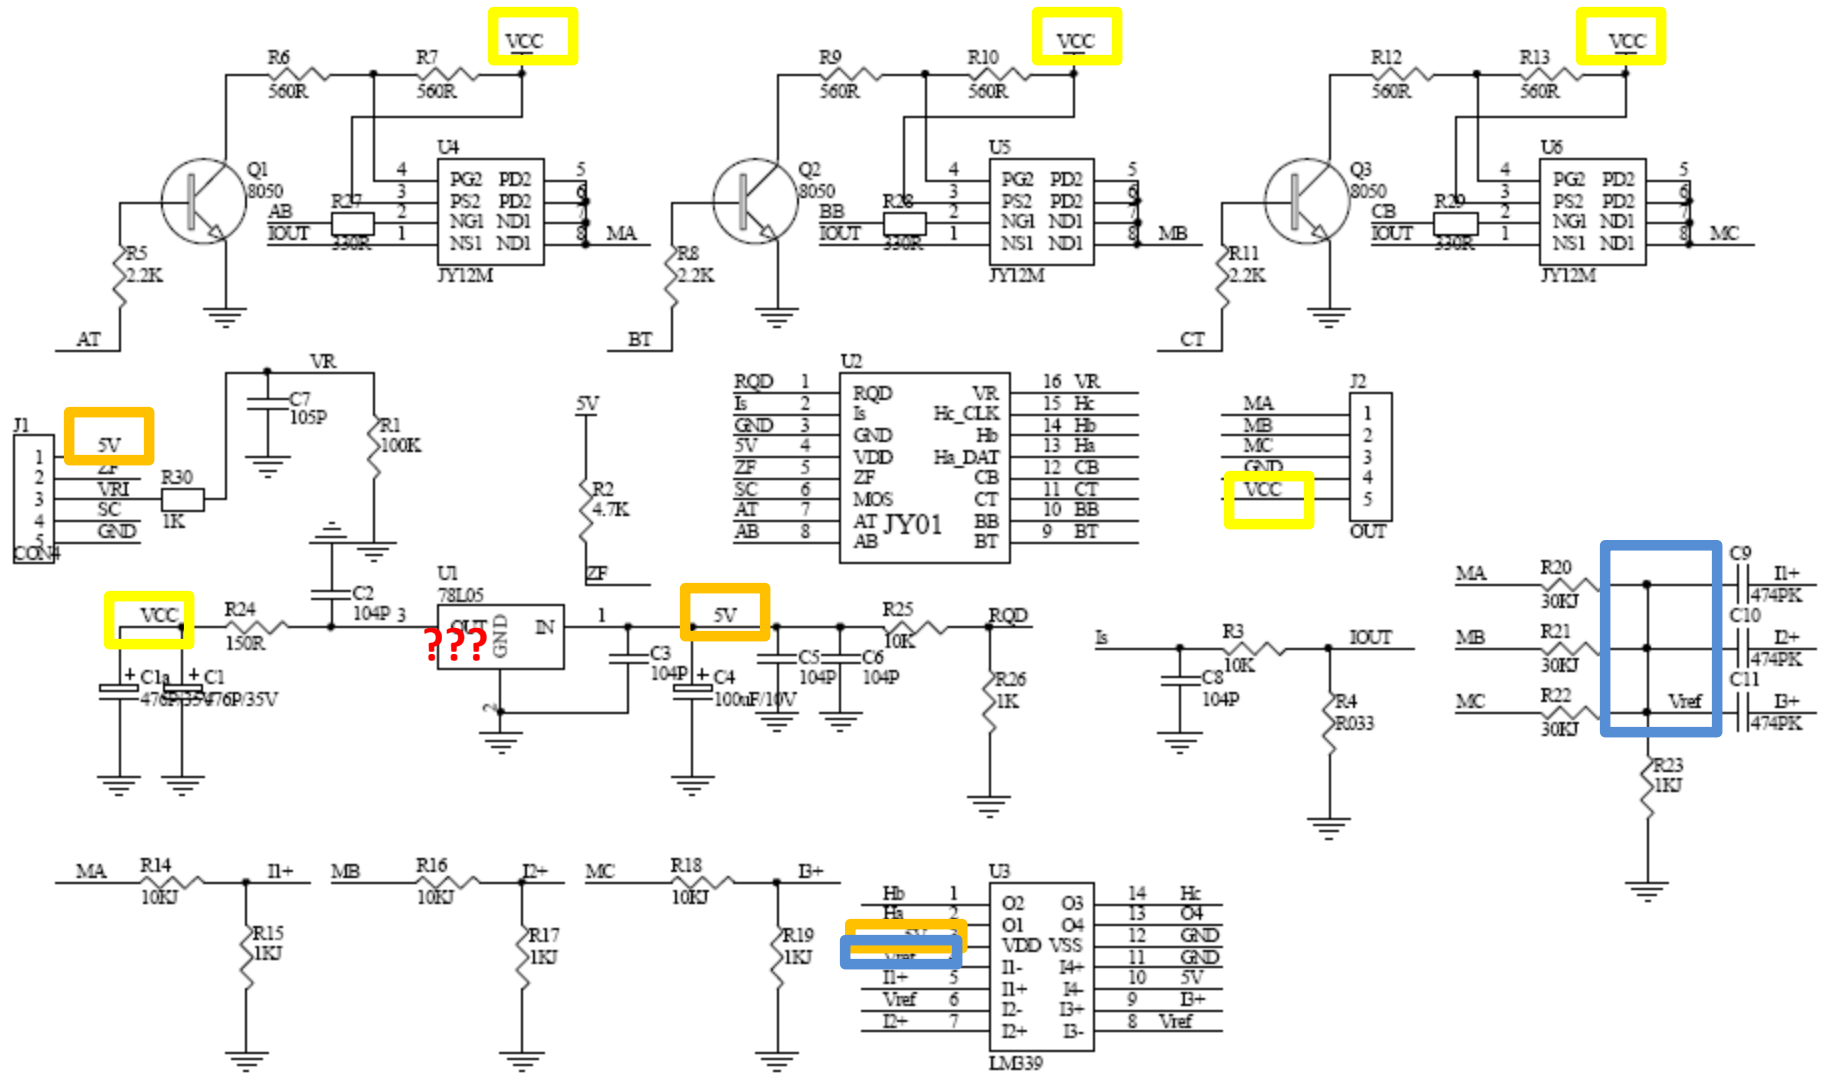 VCC VCC VCC
R6 R7 R9 R10 R12 R13
560R 560R 560R 560R 560R 560R
U4 U5 U6
Q1 4 PG2 PD2 5 Q2 4 PG2 PD2 5 Q3 4 PG2 PD2 5
8050 3 PS2 PD2 6 8050 3 PS2 PD2 6 8050 3 PS2 PD2 6
AB R27 2 NG1 ND1 7 BB R28 2 NG1 ND1 7 CB R29 2 NG1 ND1 7
IOUT 330R 1 NS1 ND1 8 MA IOUT 330R 1 NS1 ND1 8 MB IOUT 330R 1 NS1 ND1 8 MC
R5 JY12M R8 JY12M R11 JY12M
2.2K 2.2K 2.2K
AT BT CT
VR
C7
105P
R1
100K
J1
1 5V
2 ZF
3 VRI
4 SC
5 GND
CON4
R30
1K
5V
R2
4.7K
ZF
U2
RQD 1 RQD VR 16 VR
Is 2 Is Hc_CLK 15 Hc
GND 3 GND Hb 14 Hb
5V 4 VDD Ha_DAT 13 Ha
ZF 5 ZF CB 12 CB
SC 6 MOS CT 11 CT
AT 7 AT BB 10 BB
AB 8 AB BT 9 BT
JY01
J2
MA 1
MB 2
MC 3
GND 4
VCC 5
OUT
VCC R24 C2 U1
150R 104P 3 78L05
OUT GND IN 1 5V R25 RQD
??? 2 10K
C1a C1 C3 C4 C5 C6 R26
476P/35V 476P/35V 104P 100uF/10V 104P 104P 1K
Is R3 IOUT
10K
C8 R4
104P R033
MA R20 C9 I1+
30KJ 474PK
MB R21 C10 I2+
30KJ 474PK
MC R22 Vref C11 I3+
30KJ 474PK
R23
1KJ
MA R14 I1+ MB R16 I2+ MC R18 I3+
10KJ 10KJ 10KJ
R15 R17 R19
1KJ 1KJ 1KJ
U3
Hb 1 O2 O3 14 Hc
Ha 2 O1 O4 13 O4
5V 3 VDD VSS 12 GND
Vref I1- I4+ 11 GND
I1+ 5 I1+ I4- 10 5V
Vref 6 I2- I3+ 9 I3+
I2+ 7 I2+ I3- 8 Vref
LM339